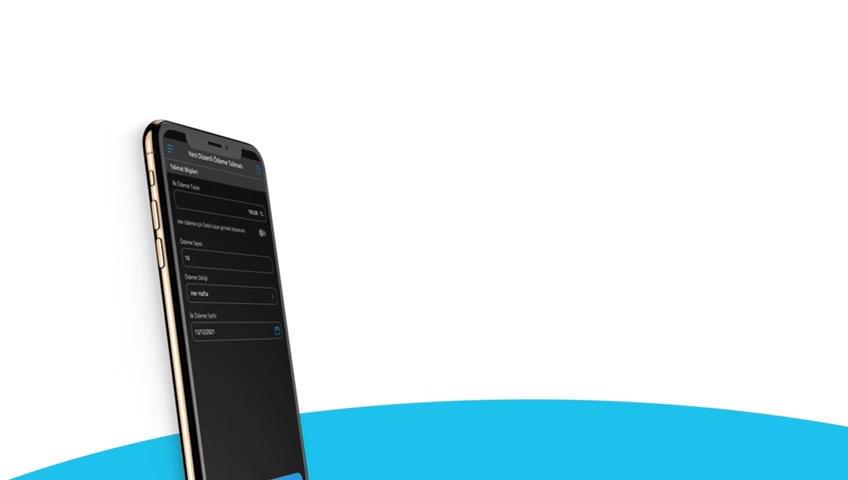 Yeni Düzenli Ödeme Talimatı
Talimat Bilgileri
İlk Ödeme Tutarı
100,00 TL
Her ödeme için farklı tutar girmek istiyorum.
Ödeme Sayısı
10
Ödeme Sıklığı
Her Hafta
İlk Ödeme Tarihi
13/12/2021